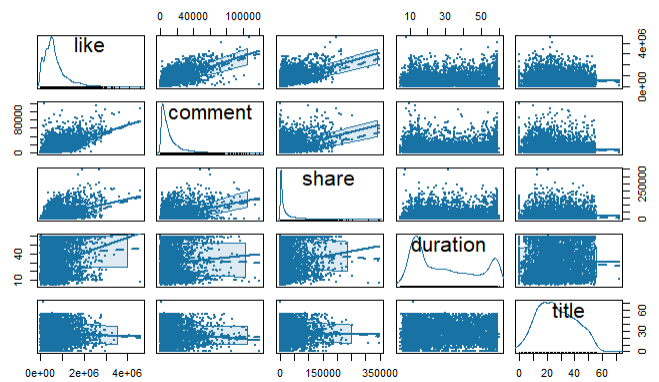 0 40000 100000
10 30 50
like
0e+00 4e+06
0 80000
comment
share
0 250000
10 40
duration
title
0 30 60
0e+00 2e+06 4e+06
0 150000 350000
0 20 40 60